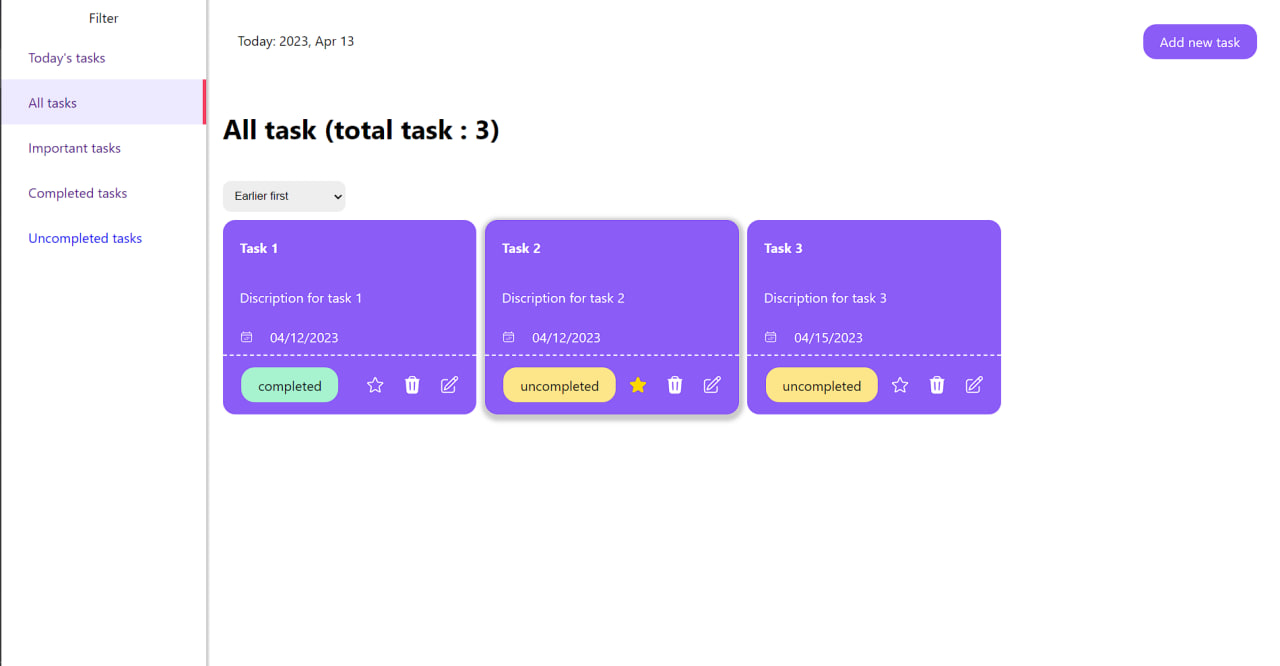 Filter
Today's tasks
All tasks
Important tasks
Completed tasks
Uncompleted tasks
Today: 2023, Apr 13
Add new task
All task (total task : 3)
Earlier first
Task 1
Discription for task 1
04/12/2023
completed
Task 2
Discription for task 2
04/12/2023
uncompleted
Task 3
Discription for task 3
04/15/2023
uncompleted